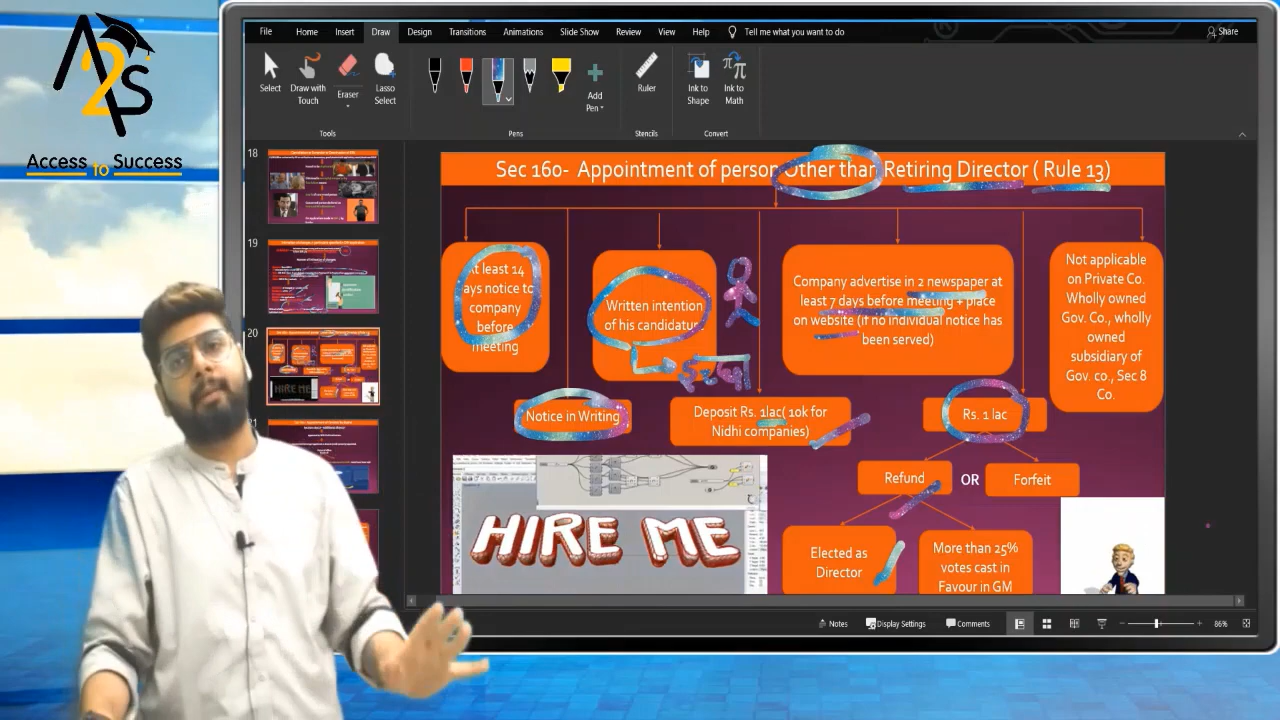 A2S
Access to Success
File Home Insert Draw Design Transitions Animations Slide Show Review View Help Tell me what you want to do Share
Select
Draw with Touch
Eraser
Lasso Select
Add Pen
Ruler
Ink to Shape
Ink to Math
Tools Pens Stencils Convert
18
19
20
21
Sec 160- Appointment of person Other than Retiring Director ( Rule 13)
At least 14
ays notice to
company
before
meeting
Written intention
of his candidatur
Company advertise in 2 newspaper at
least 7 days before meeting + place
on website (if no individual notice has
been served)
Not applicable
on Private Co.
Wholly owned
Gov. Co., wholly
owned
subsidiary of
Gov. co., Sec 8
Co.
Notice in Writing
Deposit Rs. 1lac( 10k for
Nidhi companies)
Rs. 1 lac
Refund OR Forfeit
HIRE ME
Elected as
Director
More than 25%
votes cast in
Favour in GM
Notes Display Settings Comments 86%